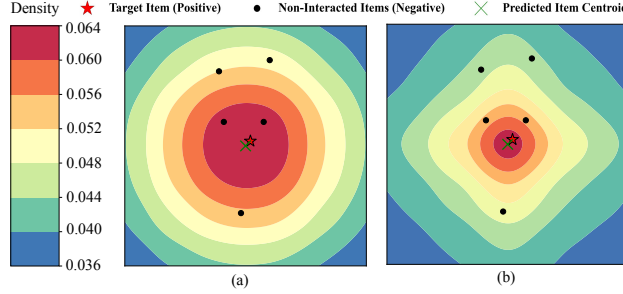 Density
Target Item (Positive)
Non-Interacted Items (Negative)
Predicted Item Centroid
0.064
0.060
0.056
0.052
0.048
0.044
0.040
0.036
(a)
(b)